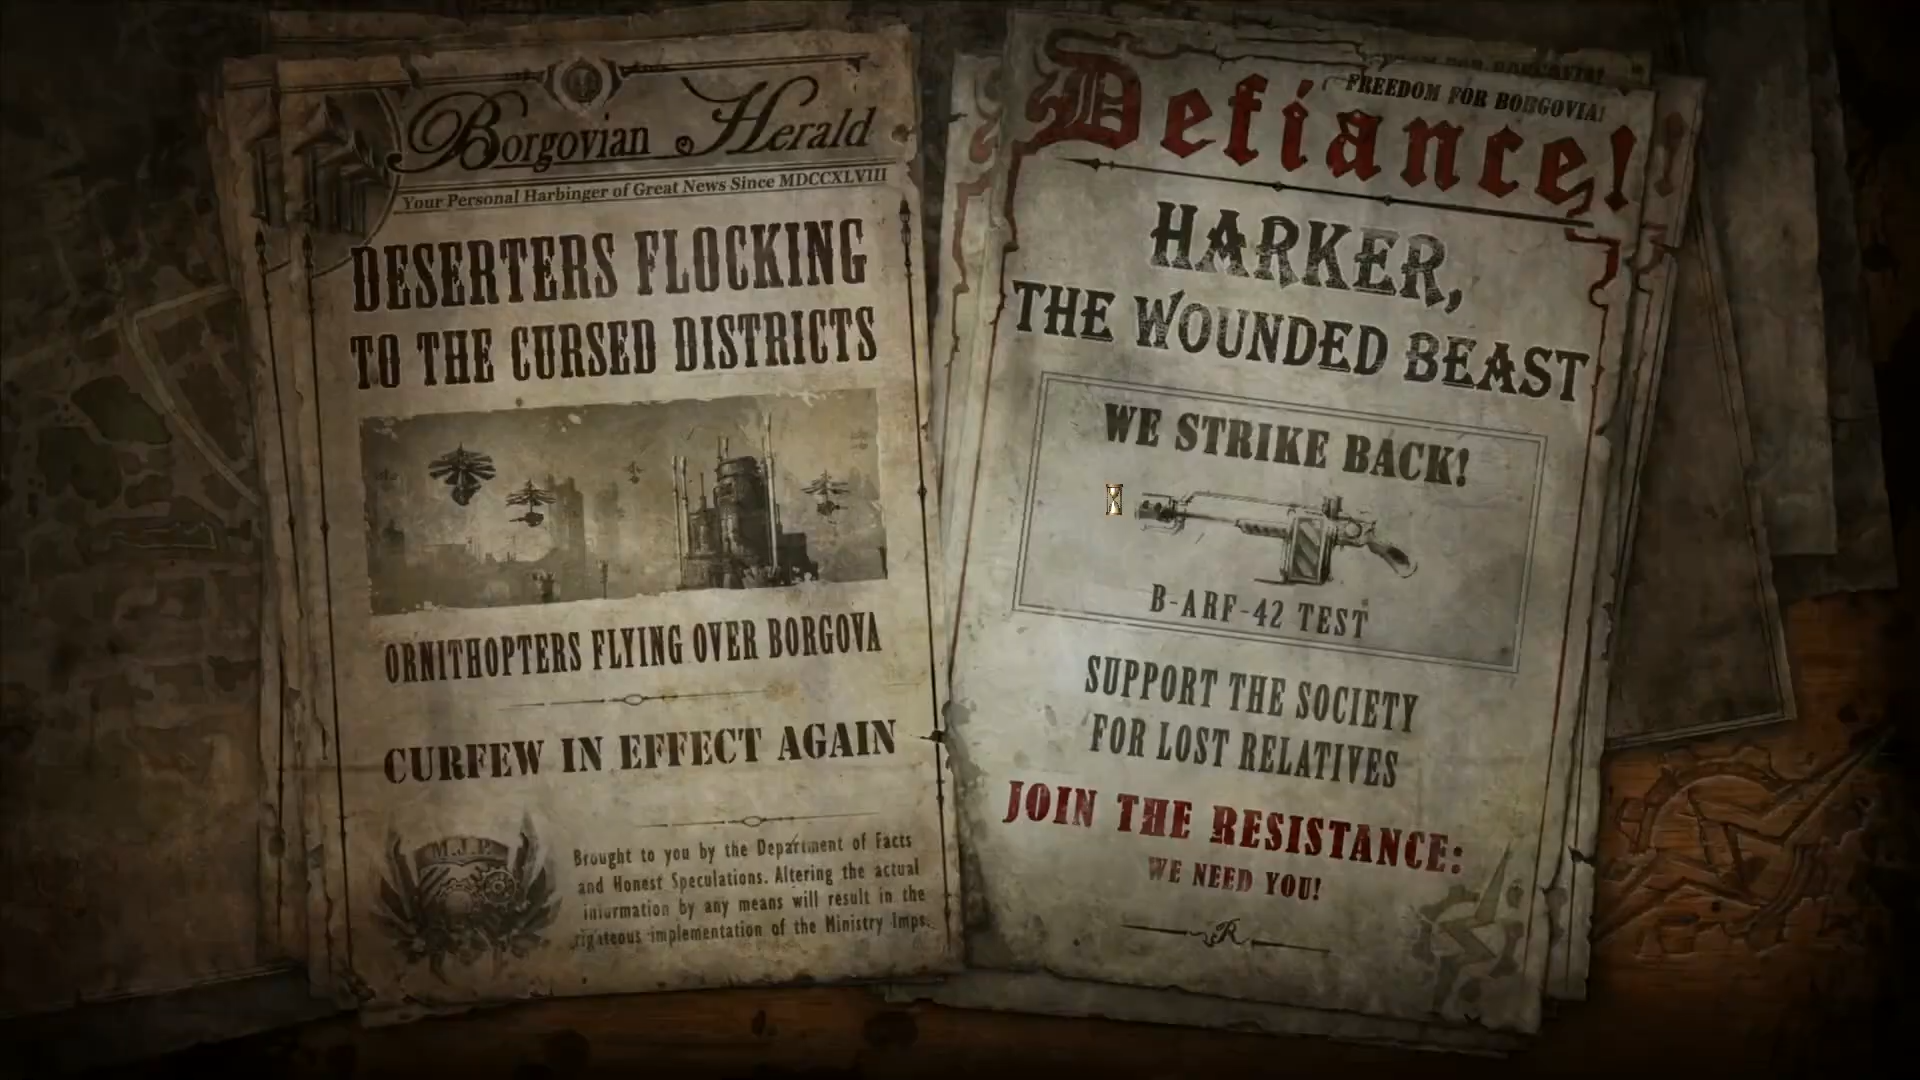 Borgovian Herald
Your Personal Harbinger of Great News Since MDCCXLVIII
DESERTERS FLOCKING
TO THE CURSED DISTRICTS
ORNITHOPTERS FLYING OVER BORGOVA
CURFEW IN EFFECT AGAIN
M.J.P.
Brought to you by the Department of Facts
and Honest Speculations. Altering the actual
information by any means will result in the
rigateous implementation of the Ministry Imps.
FREEDOM FOR BORGOVIA!
Defiance!
HARKER,
THE WOUNDED BEAST
WE STRIKE BACK!
B-ARF-42 TEST
SUPPORT THE SOCIETY
FOR LOST RELATIVES
JOIN THE RESISTANCE:
WE NEED YOU!
R